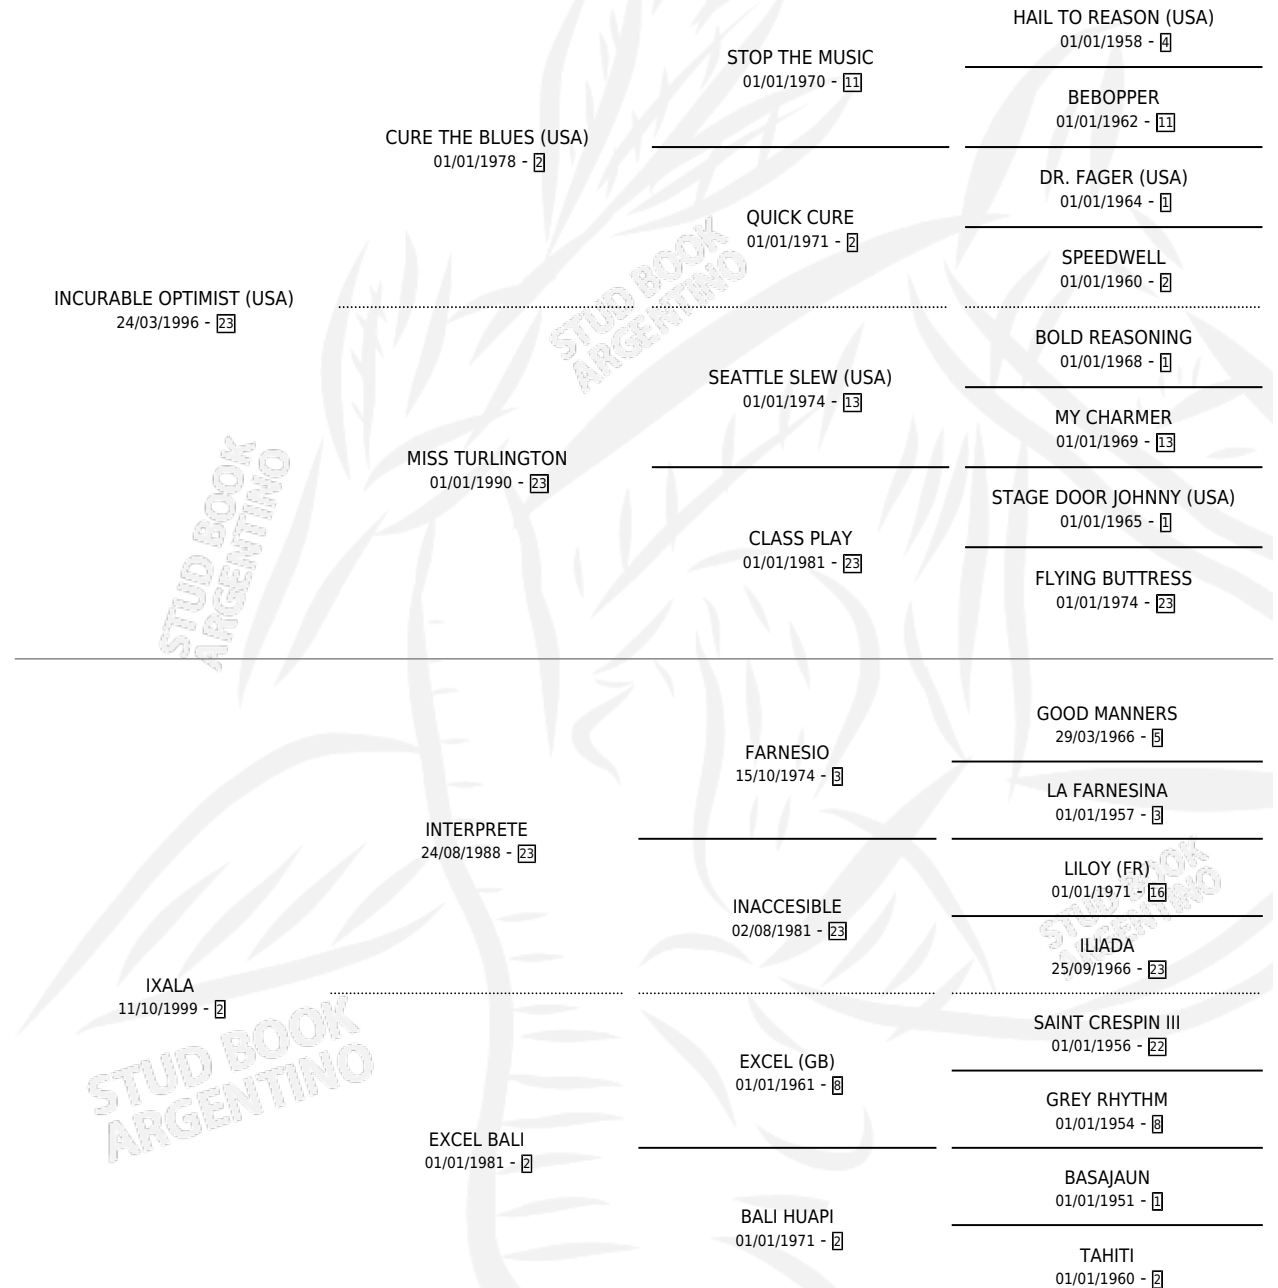 HAIL TO REASON (USA)
01/01/1958 - 4
STOP THE MUSIC
01/01/1970 - 11
BEBOPPER
01/01/1962 - 11
CURE THE BLUES (USA)
01/01/1978 - 2
DR. FAGER (USA)
01/01/1964 - 1
QUICK CURE
01/01/1971 - 2
SPEEDWELL
01/01/1960 - 2
INCURABLE OPTIMIST (USA)
24/03/1996 - 23
BOLD REASONING
01/01/1968 - 1
SEATTLE SLEW (USA)
01/01/1974 - 13
MY CHARMER
01/01/1969 - 13
MISS TURLINGTON
01/01/1990 - 23
STAGE DOOR JOHNNY (USA)
01/01/1965 - 1
CLASS PLAY
01/01/1981 - 23
FLYING BUTTRESS
01/01/1974 - 23
STUD BOOK
ARGENTINO
STUD BOOK
ARGENTINO
GOOD MANNERS
29/03/1966 - 5
FARNESIO
15/10/1974 - 3
LA FARNESINA
01/01/1957 - 3
INTERPRETE
24/08/1988 - 23
LILOY (FR)
01/01/1971 - 16
INACCESIBLE
02/08/1981 - 23
ILIADA
25/09/1966 - 23
IXALA
11/10/1999 - 2
SAINT CRESPIN III
01/01/1956 - 22
EXCEL (GB)
01/01/1961 - 8
GREY RHYTHM
01/01/1954 - 8
EXCEL BALI
01/01/1981 - 2
BASAJAUN
01/01/1951 - 1
BALI HUAPI
01/01/1971 - 2
TAHITI
01/01/1960 - 2
STUD BOOK
ARGENTINO
STUD BOOK
ARGENTINO